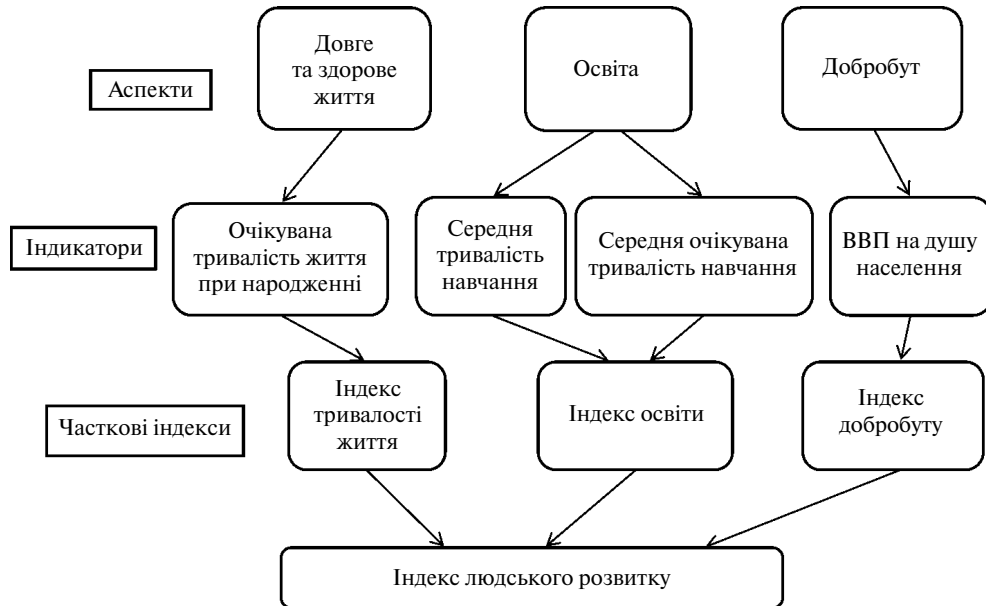 Аспекти
Довге
та здорове
життя
Освіта
Добробут
Індикатори
Очікувана
тривалість життя
при народженні
Середня
тривалість
навчання
Середня очікувана
тривалість навчання
ВВП на душу
населення
Часткові індекси
Індекс
тривалості
життя
Індекс освіти
Індекс
добробуту
Індекс людського розвитку